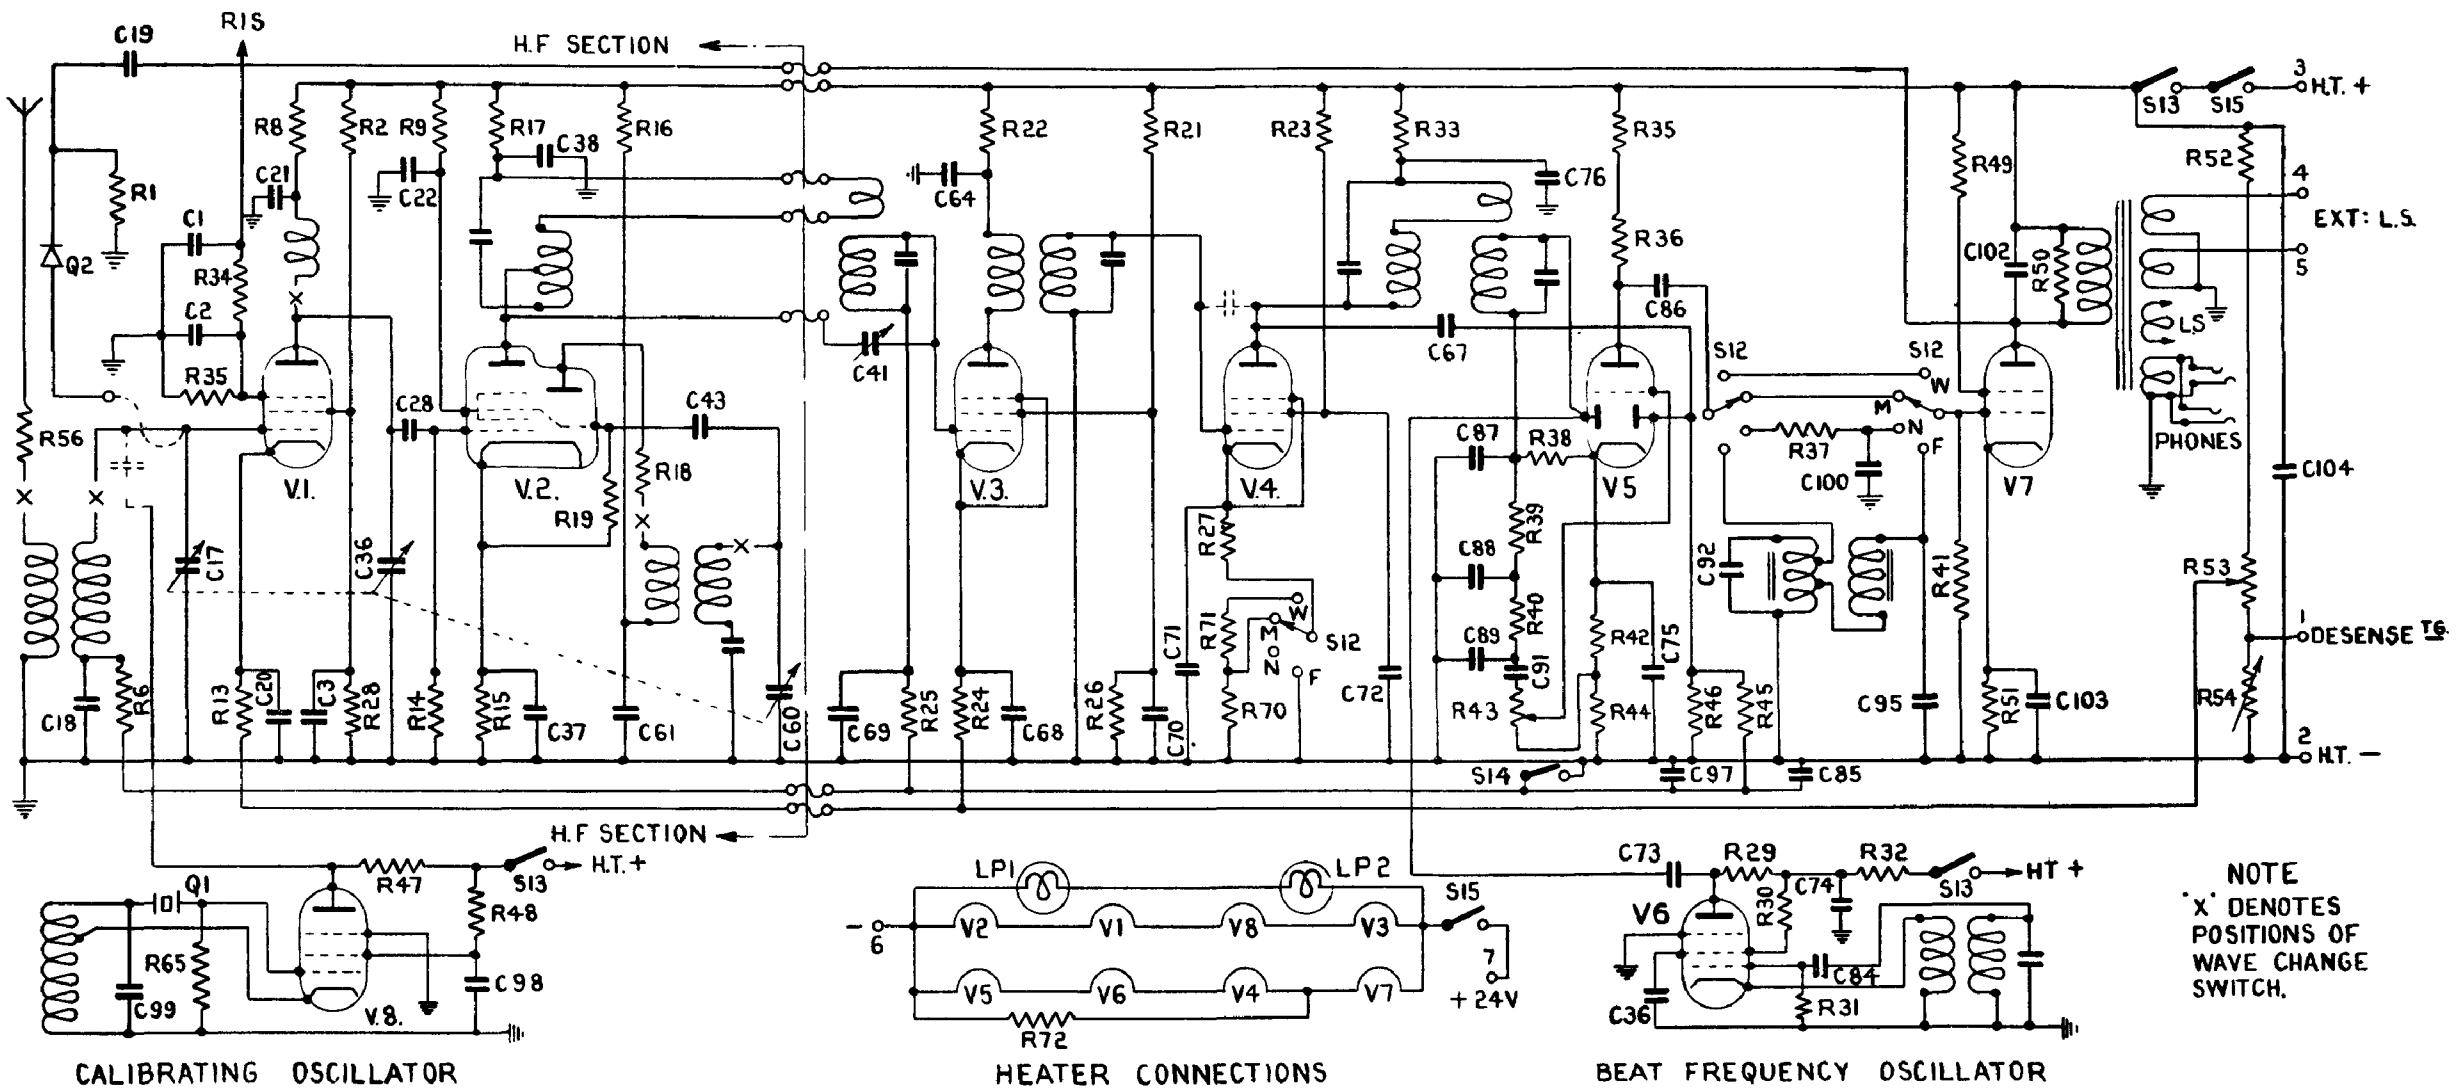 C19
R1S
H.F SECTION
3
H.T. +
S13
S15
R8
R2
R9
R17
C38
R16
R22
R21
R23
R33
R35
R49
R52
4
R1
C21
C22
C64
C76
EXT: L.S.
C1
Q2
R34
C2
R36
C102
R50
5
C86
LS
R35
C41
C67
S12
S12
W
M
N
F
R56
C28
C43
R18
C87
R38
R37
C100
PHONES
C104
V.1.
V.2.
R19
V.3.
V.4.
V5
V7
C17
C36
R27
R39
C88
C92
R41
R53
R71
W
M
N
F
S12
R40
C89
R42
C75
1
DESENSE TG.
C18
R6
R13
C20
C3
R28
R14
R15
C37
C61
C60
C69
R25
R24
C68
R26
C70
C71
R70
C72
C91
R43
R44
R46
R45
C95
R51
C103
R54
2
H.T. —
S14
C97
C85
H.F SECTION
S13
H.T. +
R47
Q1
R48
R65
C99
V.8.
C98
CALIBRATING OSCILLATOR
LP1
LP2
S15
—
6
V2
V1
V8
V3
7
V5
V6
V4
V7
+ 24V
R72
HEATER CONNECTIONS
C73
R29
R32
S13
HT +
R30
C74
V6
C84
C36
R31
BEAT FREQUENCY OSCILLATOR
NOTE
'X' DENOTES
POSITIONS OF
WAVE CHANGE
SWITCH.